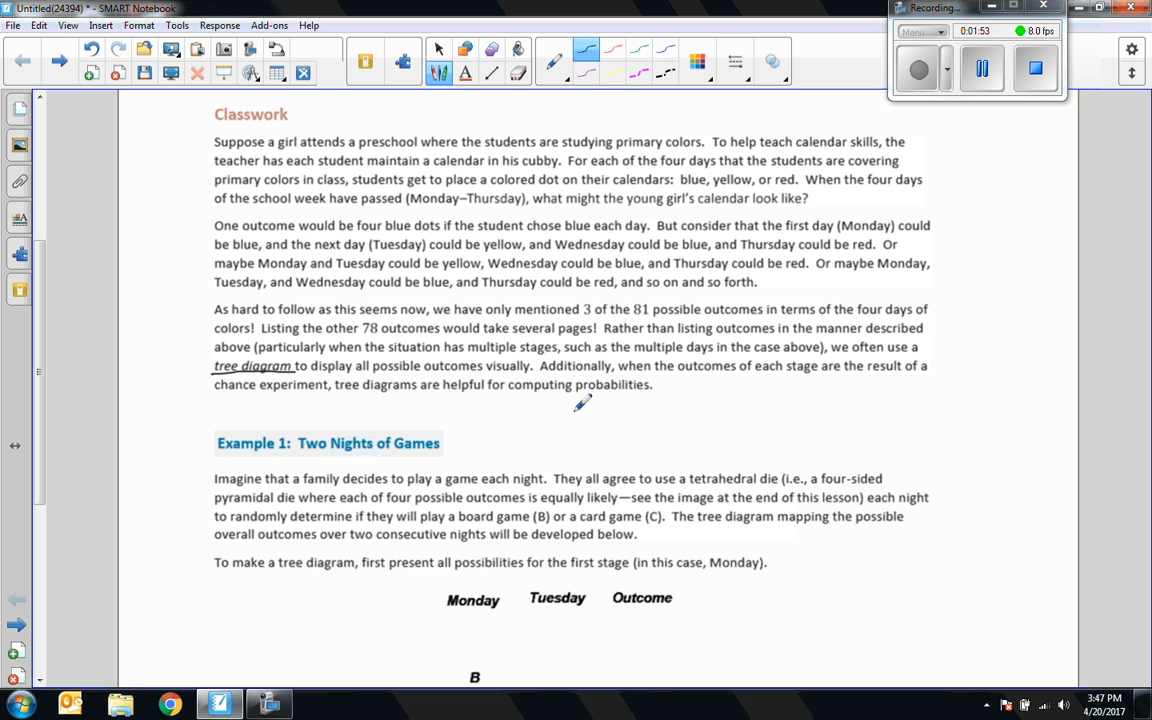 Untitled(24394) * - SMART Notebook
Recording...
File Edit View Insert Format Tools Response Add-ons Help
Menu
0:01:53
8.0 fps
Classwork
Suppose a girl attends a preschool where the students are studying primary colors. To help teach calendar skills, the
teacher has each student maintain a calendar in his cubby. For each of the four days that the students are covering
primary colors in class, students get to place a colored dot on their calendars: blue, yellow, or red. When the four days
of the school week have passed (Monday–Thursday), what might the young girl's calendar look like?
One outcome would be four blue dots if the student chose blue each day. But consider that the first day (Monday) could
be blue, and the next day (Tuesday) could be yellow, and Wednesday could be blue, and Thursday could be red. Or
maybe Monday and Tuesday could be yellow, Wednesday could be blue, and Thursday could be red. Or maybe Monday,
Tuesday, and Wednesday could be blue, and Thursday could be red, and so on and so forth.
As hard to follow as this seems now, we have only mentioned 3 of the 81 possible outcomes in terms of the four days of
colors! Listing the other 78 outcomes would take several pages! Rather than listing outcomes in the manner described
above (particularly when the situation has multiple stages, such as the multiple days in the case above), we often use a
tree diagram to display all possible outcomes visually. Additionally, when the outcomes of each stage are the result of a
chance experiment, tree diagrams are helpful for computing probabilities.
Example 1: Two Nights of Games
Imagine that a family decides to play a game each night. They all agree to use a tetrahedral die (i.e., a four-sided
pyramidal die where each of four possible outcomes is equally likely—see the image at the end of this lesson) each night
to randomly determine if they will play a board game (B) or a card game (C). The tree diagram mapping the possible
overall outcomes over two consecutive nights will be developed below.
To make a tree diagram, first present all possibilities for the first stage (in this case, Monday).
Monday Tuesday Outcome
B
3:47 PM
4/20/2017